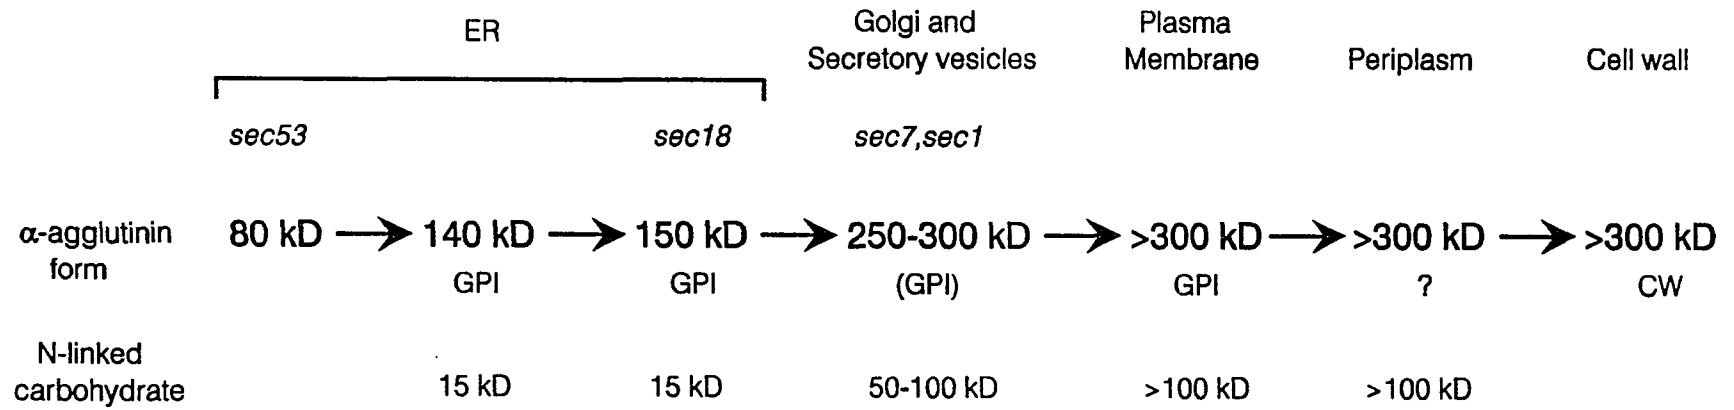 ER
Golgi and
Secretory vesicles
Plasma
Membrane
Periplasm
Cell wall
sec53
sec18
sec7,sec1
α-agglutinin
form
80 kD
140 kD
150 kD
250-300 kD
>300 kD
>300 kD
>300 kD
GPI
GPI
(GPI)
GPI
?
CW
N-linked
carbohydrate
15 kD
15 kD
50-100 kD
>100 kD
>100 kD